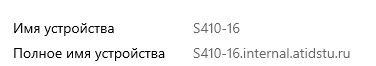 Имя устройства S410-16
Полное имя устройства S410-16.internal.atidstu.ru